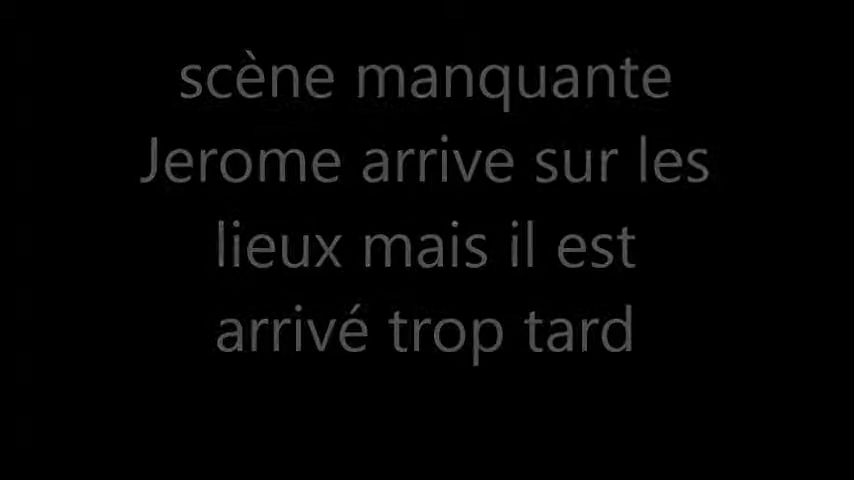 scène manquante
Jerome arrive sur les
lieux mais il est
arrivé trop tard